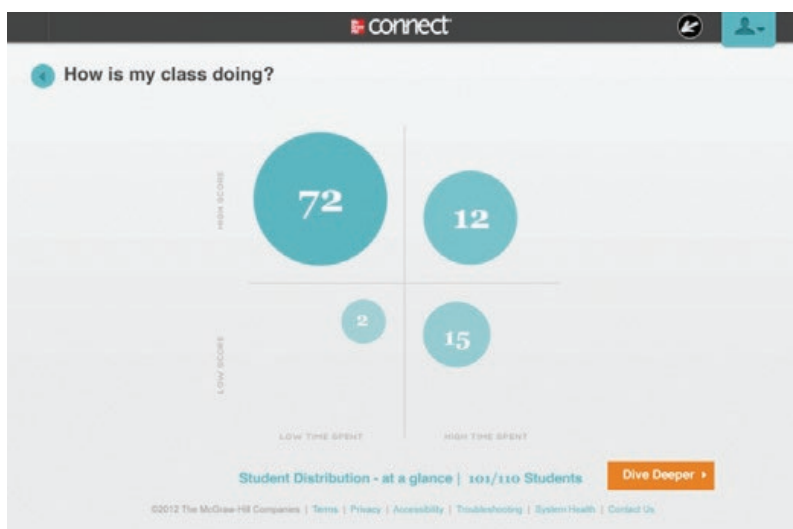 connect
How is my class doing?
HIGH SCORE
72
12
LOW SCORE
2
15
LOW TIME SPENT
HIGH TIME SPENT
Student Distribution - at a glance | 101/110 Students
Dive Deeper
©2012 The McGraw-Hill Companies | Terms | Privacy | Accessibility | Troubleshooting | System Health | Contact Us